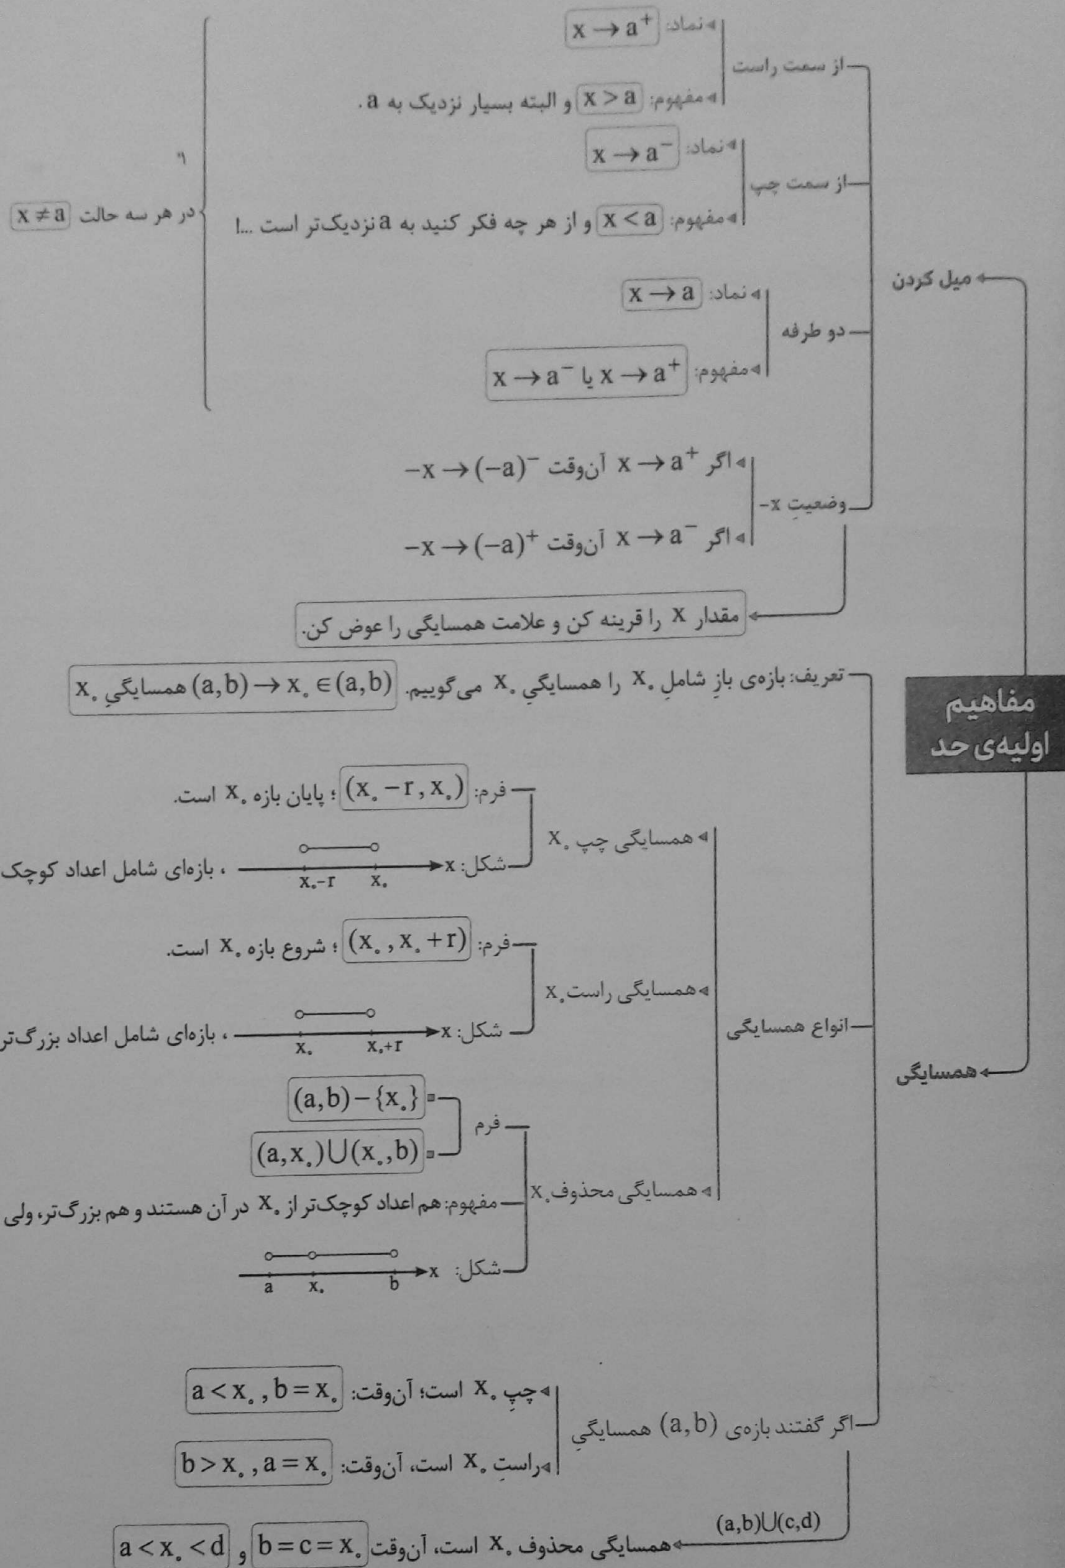 مفاهیم
اولیه‌ی حد
میل کردن
از سمت راست
نماد: x → a⁺
مفهوم: x > a و البته بسیار نزدیک به a.
از سمت چپ
نماد: x → a⁻
مفهوم: x < a و از هر چه فکر کنید به a نزدیک‌تر است ...!
دو طرفه
نماد: x → a
مفهوم: x → a⁺ یا x → a⁻
در هر سه حالت x ≠ a
وضعیتِ −x
اگر x → a⁺ آن‌وقت −x → (−a)⁻
اگر x → a⁻ آن‌وقت −x → (−a)⁺
مقدار x را قرینه کن و علامت همسایگی را عوض کن.
همسایگی
تعریف: بازه‌ی بازِ شاملِ x₀ را همسایگیِ x₀ می‌گوییم. x₀ ∈ (a,b) → (a,b) همسایگیِ x₀
انواع همسایگی
همسایگی چپ x₀
فرم: (x₀ − r, x₀) ؛ پایان بازه x₀ است.
شکل: x ، بازه‌ای شامل اعداد کوچک
x₀−r x₀
همسایگی راست x₀
فرم: (x₀, x₀ + r) ؛ شروع بازه x₀ است.
شکل: x ، بازه‌ای شامل اعداد بزرگ‌تر
x₀ x₀+r
همسایگی محذوف x₀
فرم
(a,b) − {x₀}
(a,x₀) ∪ (x₀,b)
مفهوم: هم اعداد کوچک‌تر از x₀ در آن هستند و هم بزرگ‌تر، ولی
شکل: x
a x₀ b
اگر گفتند بازه‌ی (a,b) همسایگیِ
چپِ x₀ است؛ آن‌وقت: a < x₀ , b = x₀
راستِ x₀ است، آن‌وقت: b > x₀ , a = x₀
(a,b)∪(c,d)
همسایگی محذوف x₀ است، آن‌وقت b = c = x₀ و a < x₀ < d